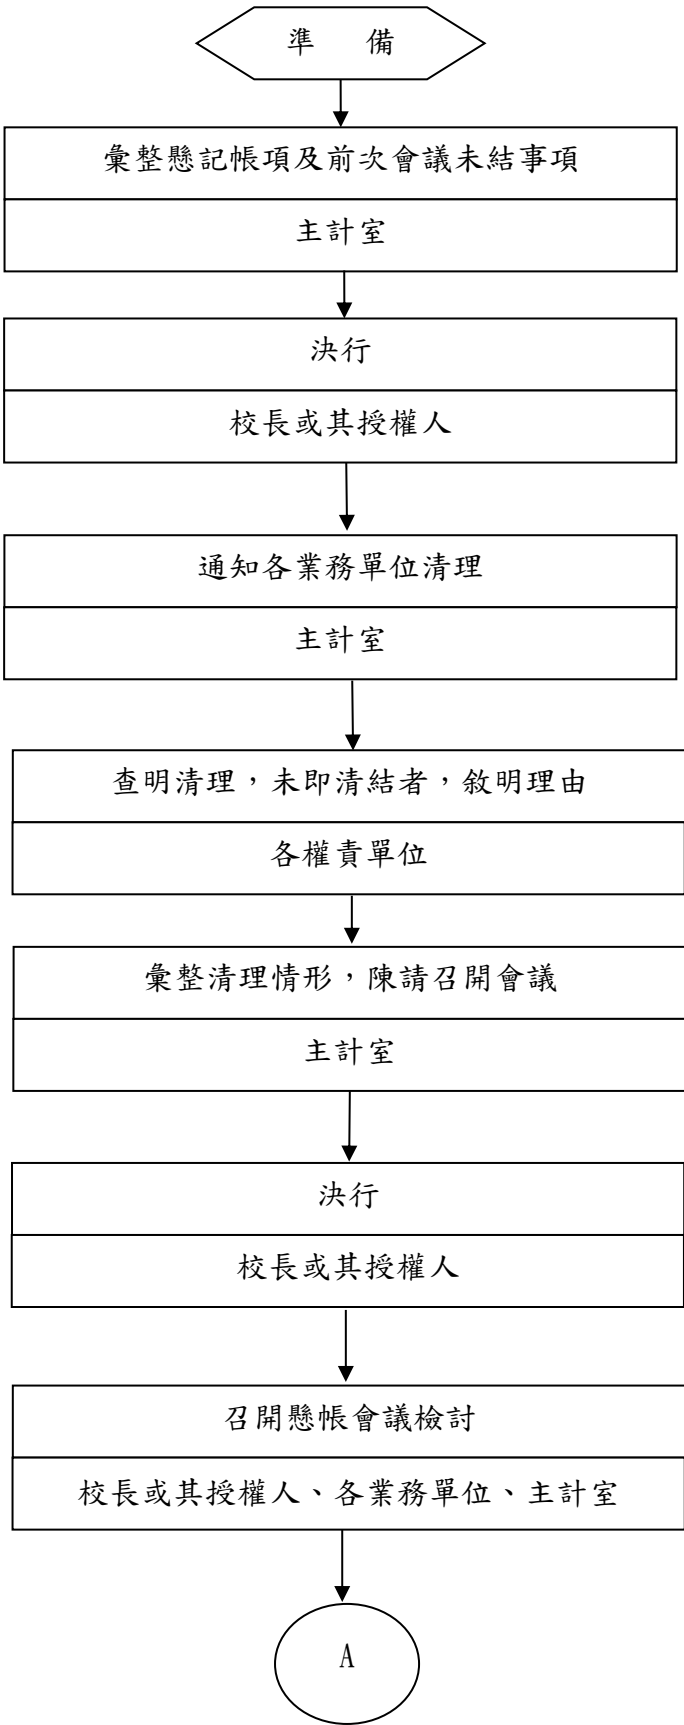 準 備
彙整懸記帳項及前次會議未結事項
主計室
決行
校長或其授權人
通知各業務單位清理
主計室
查明清理，未即清結者，敘明理由
各權責單位
彙整清理情形，陳請召開會議
主計室
決行
校長或其授權人
召開懸帳會議檢討
校長或其授權人、各業務單位、主計室
A